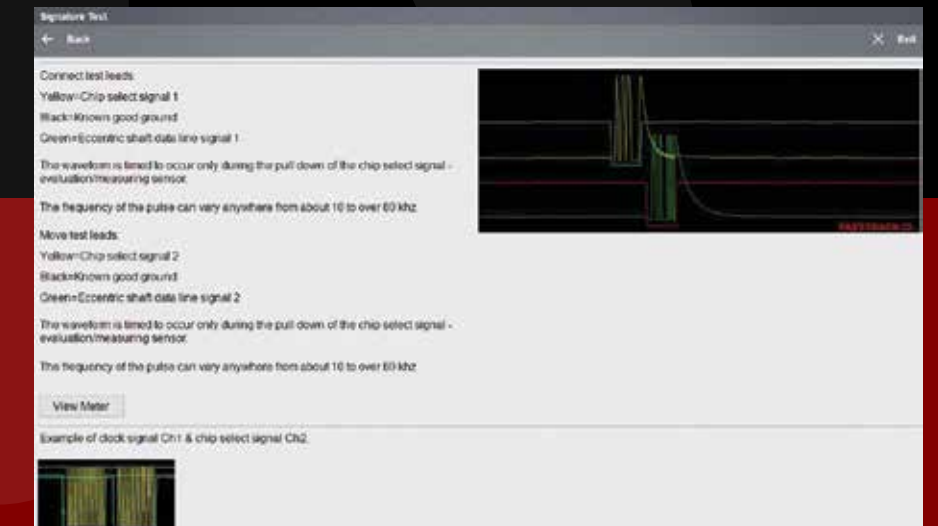 Signature Test
← Back
X Exit
Connect test leads:
Yellow=Chip select signal 1
Black=Known good ground
Green=Eccentric shaft data line signal 1
The waveform is timed to occur only during the pull down of the chip select signal -
evaluation/measuring sensor.
The frequency of the pulse can vary anywhere from about 10 to over 60 khz
Move test leads:
Yellow=Chip select signal 2
Black=Known good ground
Green=Eccentric shaft data line signal 2
The waveform is timed to occur only during the pull down of the chip select signal -
evaluation/measuring sensor.
The frequency of the pulse can vary anywhere from about 10 to over 60 khz
View Meter
Example of clock signal Ch1 & chip select signal Ch2.